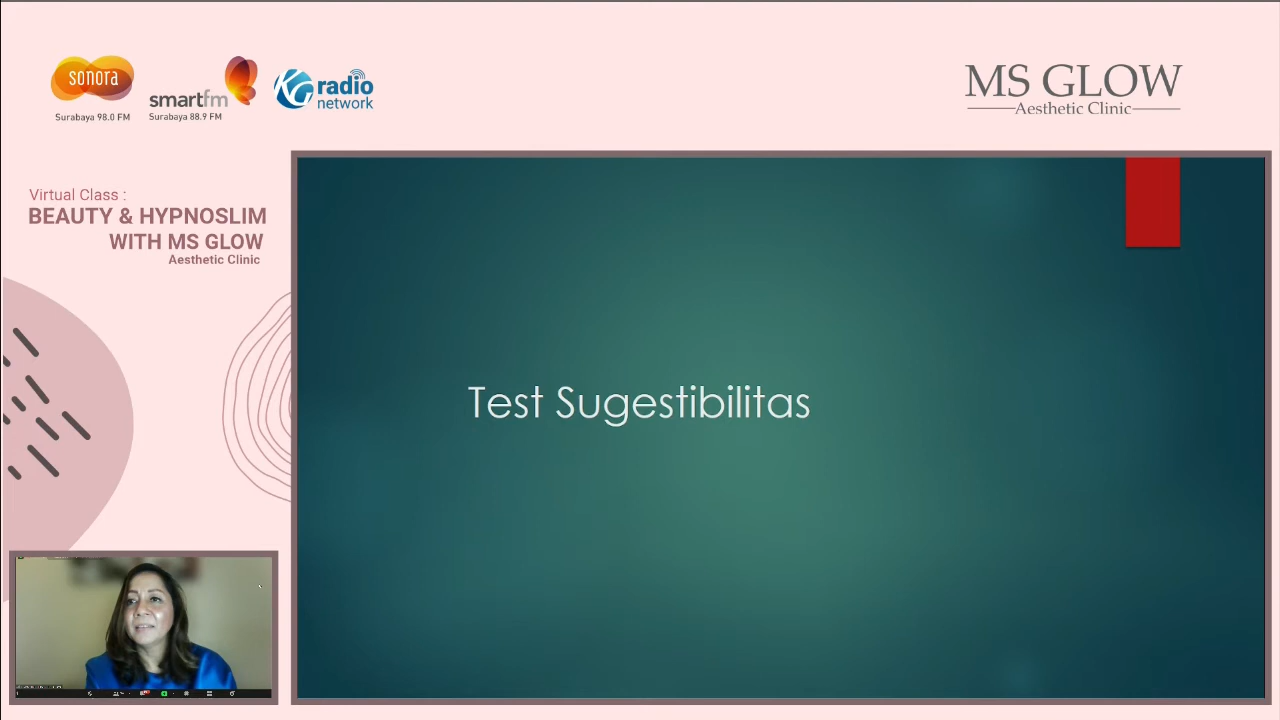 sonora
Surabaya 98.0 FM
smartfm
Surabaya 88.9 FM
KG radio
network
MS GLOW
Aesthetic Clinic
Virtual Class :
BEAUTY & HYPNOSLIM
WITH MS GLOW
Aesthetic Clinic
Test Sugestibilitas